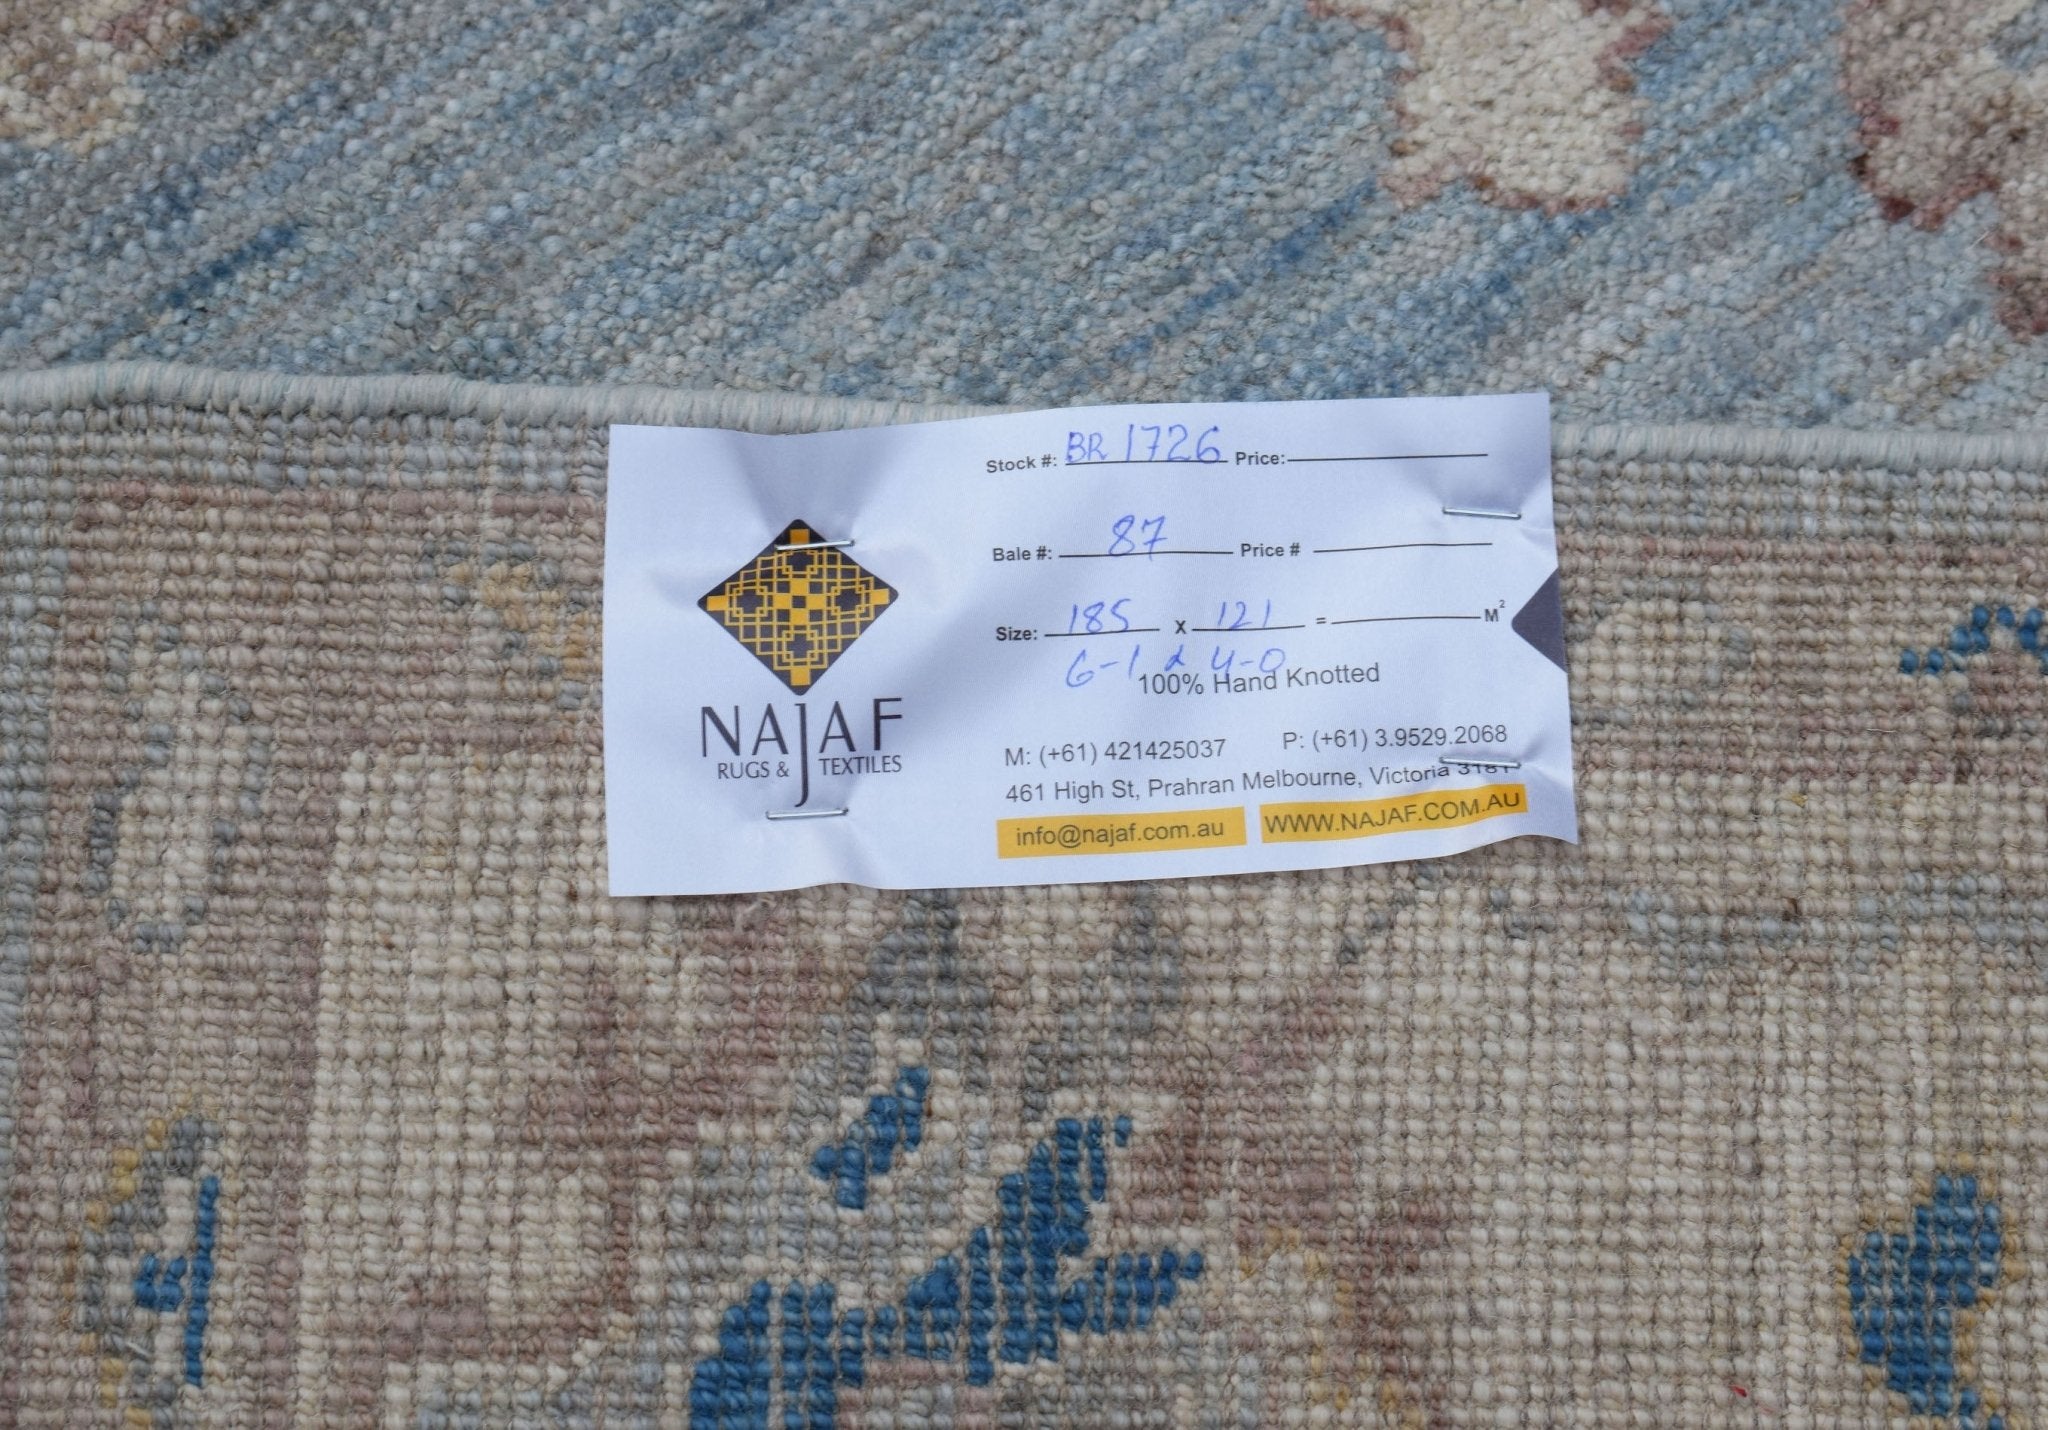 Stock #: BR 1726 Price:
Bale #: 87 Price #
Size: 185 X 121 = M²
6-1 x 4-0
100% Hand Knotted
NAJAF
RUGS & TEXTILES
M: (+61) 421425037 P: (+61) 3.9529.2068
461 High St, Prahran Melbourne, Victoria 3181
info@najaf.com.au WWW.NAJAF.COM.AU